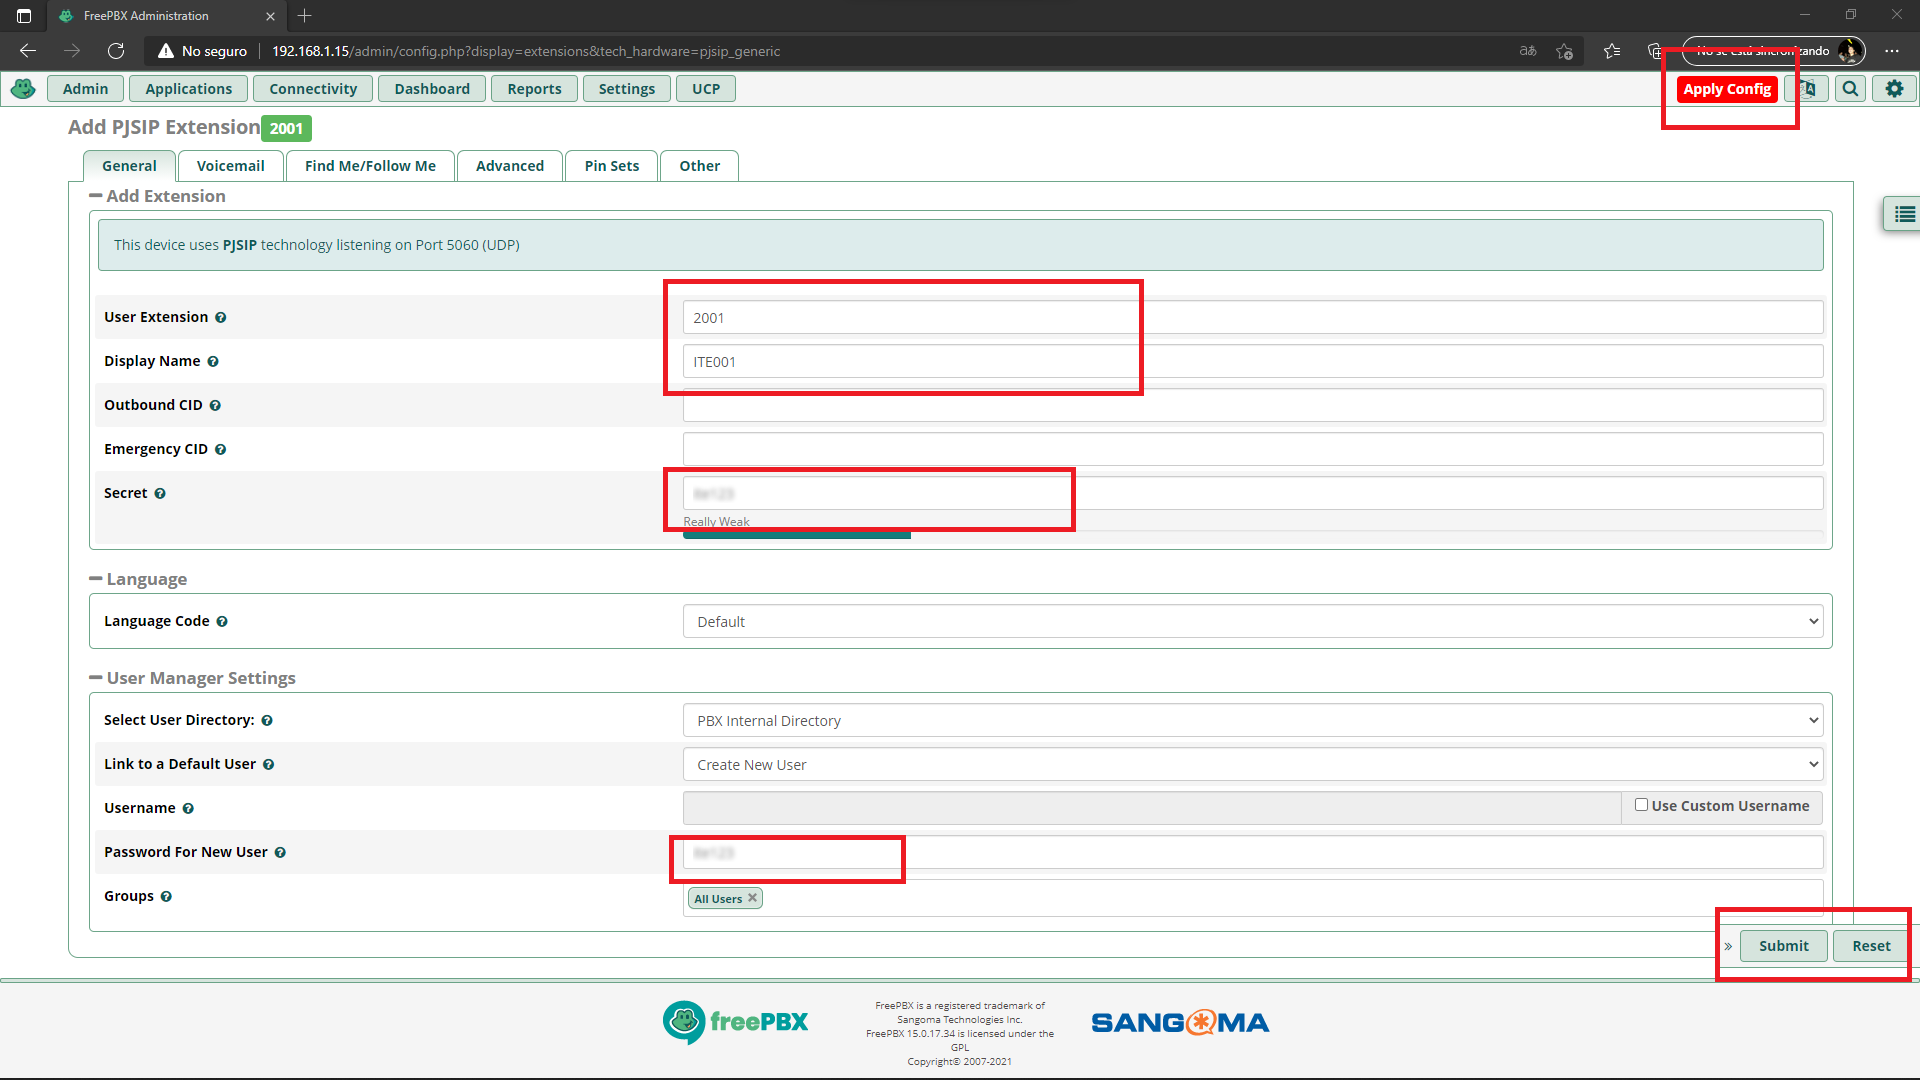 FreePBX Administration
No seguro
192.168.1.15/admin/config.php?display=extensions&tech_hardware=pjsip_generic
aあ
No se está sincronizando
Admin
Applications
Connectivity
Dashboard
Reports
Settings
UCP
Apply Config
Add PJSIP Extension 2001
General
Voicemail
Find Me/Follow Me
Advanced
Pin Sets
Other
Add Extension
This device uses PJSIP technology listening on Port 5060 (UDP)
User Extension
2001
Display Name
ITE001
Outbound CID
Emergency CID
Secret
Really Weak
Language
Language Code
Default
User Manager Settings
Select User Directory:
PBX Internal Directory
Link to a Default User
Create New User
Username
Use Custom Username
Password For New User
Groups
All Users
»
Submit
Reset
freePBX
FreePBX is a registered trademark of
Sangoma Technologies Inc.
FreePBX 15.0.17.34 is licensed under the
GPL
Copyright© 2007-2021
SANGOMA